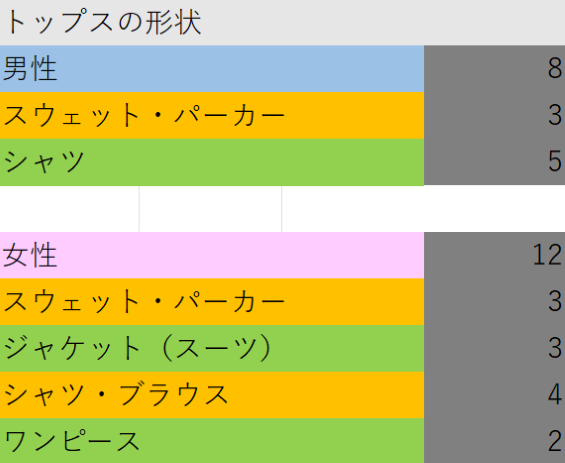 トップスの形状
男性 8
スウェット・パーカー 3
シャツ 5
女性 12
スウェット・パーカー 3
ジャケット（スーツ） 3
シャツ・ブラウス 4
ワンピース 2